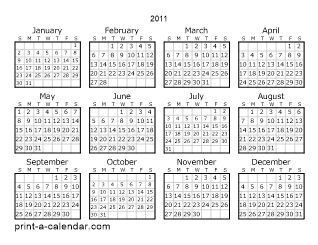 2011
January
S M T W T F S
1
2 3 4 5 6 7 8
9 10 11 12 13 14 15
16 17 18 19 20 21 22
23 24 25 26 27 28 29
30 31
February
S M T W T F S
1 2 3 4 5
6 7 8 9 10 11 12
13 14 15 16 17 18 19
20 21 22 23 24 25 26
27 28
March
S M T W T F S
1 2 3 4 5
6 7 8 9 10 11 12
13 14 15 16 17 18 19
20 21 22 23 24 25 26
27 28 29 30 31
April
S M T W T F S
1 2
3 4 5 6 7 8 9
10 11 12 13 14 15 16
17 18 19 20 21 22 23
24 25 26 27 28 29 30
May
S M T W T F S
1 2 3 4 5 6 7
8 9 10 11 12 13 14
15 16 17 18 19 20 21
22 23 24 25 26 27 28
29 30 31
June
S M T W T F S
1 2 3 4
5 6 7 8 9 10 11
12 13 14 15 16 17 18
19 20 21 22 23 24 25
26 27 28 29 30
July
S M T W T F S
1 2
3 4 5 6 7 8 9
10 11 12 13 14 15 16
17 18 19 20 21 22 23
24 25 26 27 28 29 30
31
August
S M T W T F S
1 2 3 4 5 6
7 8 9 10 11 12 13
14 15 16 17 18 19 20
21 22 23 24 25 26 27
28 29 30 31
September
S M T W T F S
1 2 3
4 5 6 7 8 9 10
11 12 13 14 15 16 17
18 19 20 21 22 23 24
25 26 27 28 29 30
October
S M T W T F S
1
2 3 4 5 6 7 8
9 10 11 12 13 14 15
16 17 18 19 20 21 22
23 24 25 26 27 28 29
30 31
November
S M T W T F S
1 2 3 4 5
6 7 8 9 10 11 12
13 14 15 16 17 18 19
20 21 22 23 24 25 26
27 28 29 30
December
S M T W T F S
1 2 3
4 5 6 7 8 9 10
11 12 13 14 15 16 17
18 19 20 21 22 23 24
25 26 27 28 29 30 31
print-a-calendar.com